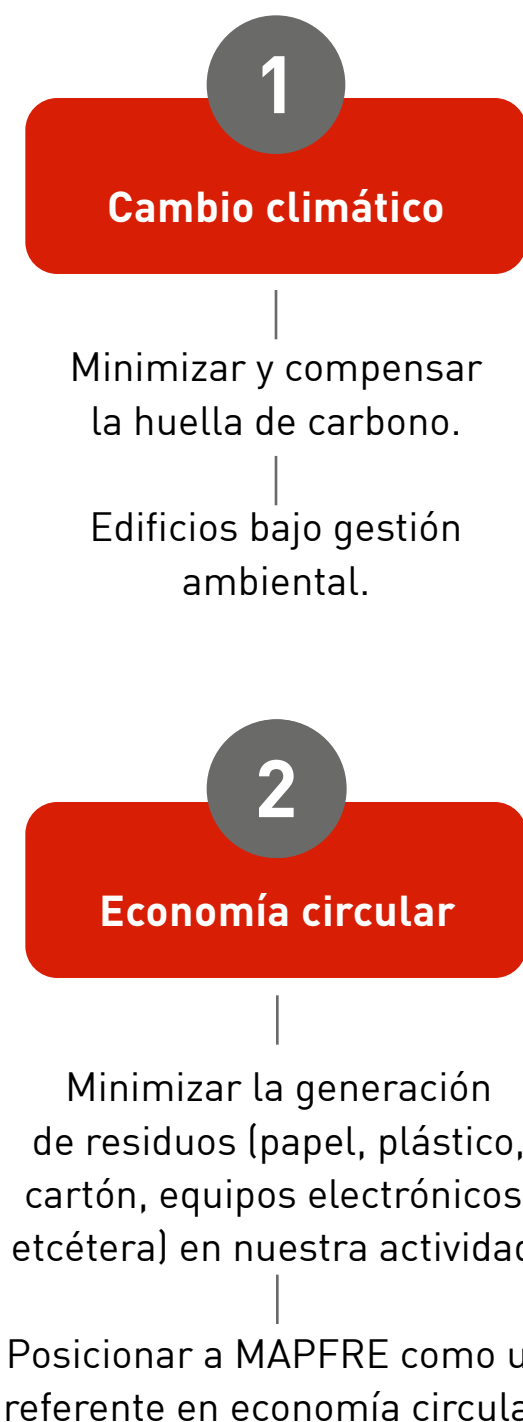 1
Cambio climático
Minimizar y compensar
la huella de carbono.
Edificios bajo gestión
ambiental.
2
Economía circular
Minimizar la generación
de residuos (papel, plástico,
cartón, equipos electrónicos
etcétera) en nuestra actividad
Posicionar a MAPFRE como u
referente en economía circula